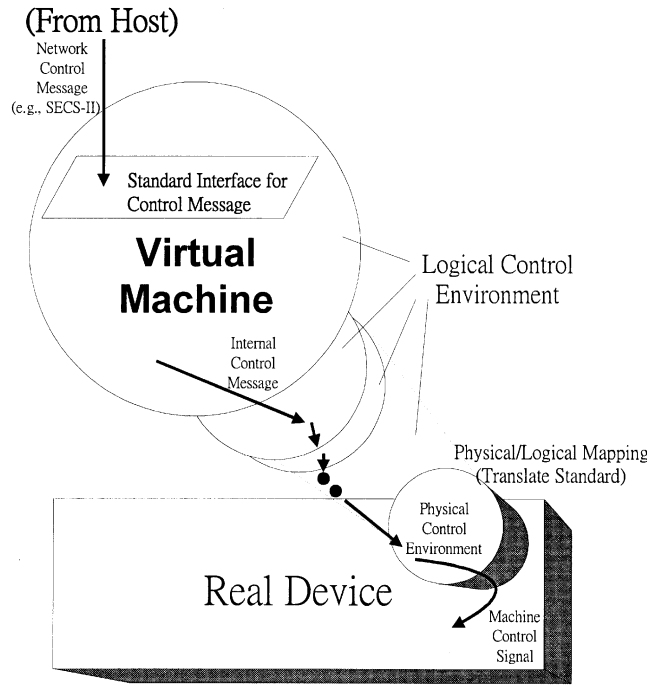 (From Host)
Network
Control
Message
(e.g., SECS-II)
Standard Interface for
Control Message
Virtual
Machine
Logical Control
Environment
Internal
Control
Message
Physical/Logical Mapping
(Translate Standard)
Physical
Control
Environment
Real Device
Machine
Control
Signal